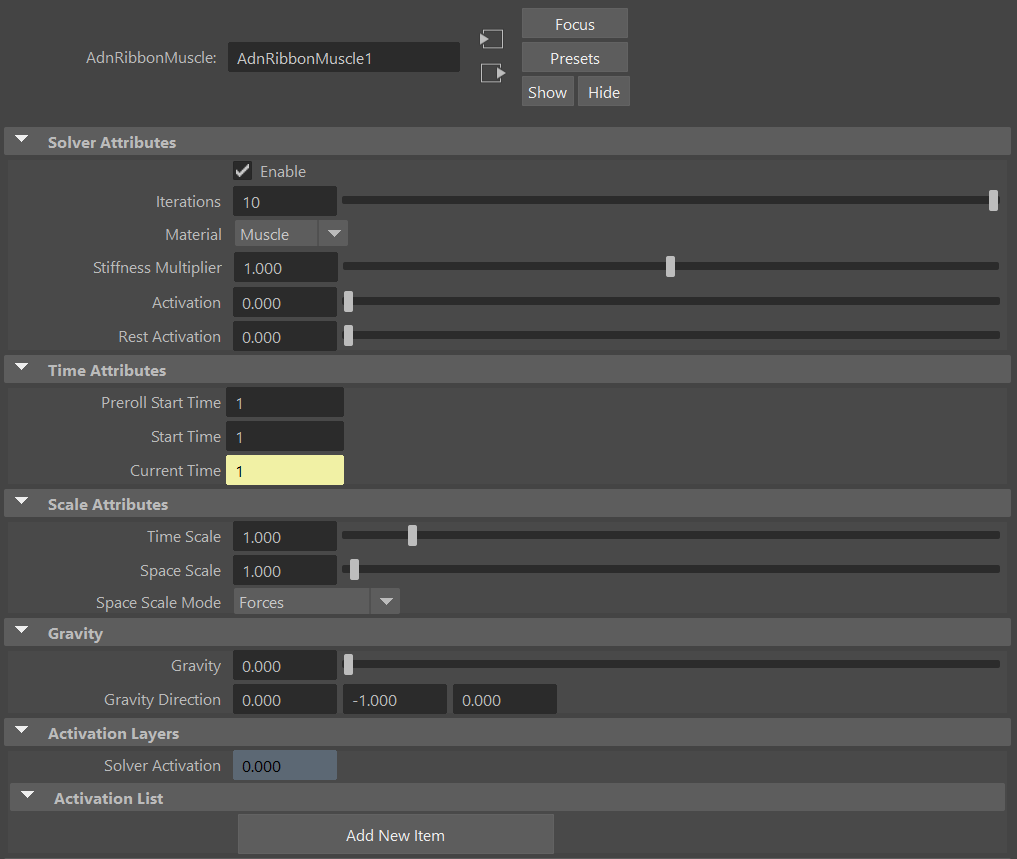 Focus
AdnRibbonMuscle: AdnRibbonMuscle1
Presets
Show Hide
Solver Attributes
Enable
Iterations 10
Material Muscle
Stiffness Multiplier 1.000
Activation 0.000
Rest Activation 0.000
Time Attributes
Preroll Start Time 1
Start Time 1
Current Time 1
Scale Attributes
Time Scale 1.000
Space Scale 1.000
Space Scale Mode Forces
Gravity
Gravity 0.000
Gravity Direction 0.000 -1.000 0.000
Activation Layers
Solver Activation 0.000
Activation List
Add New Item